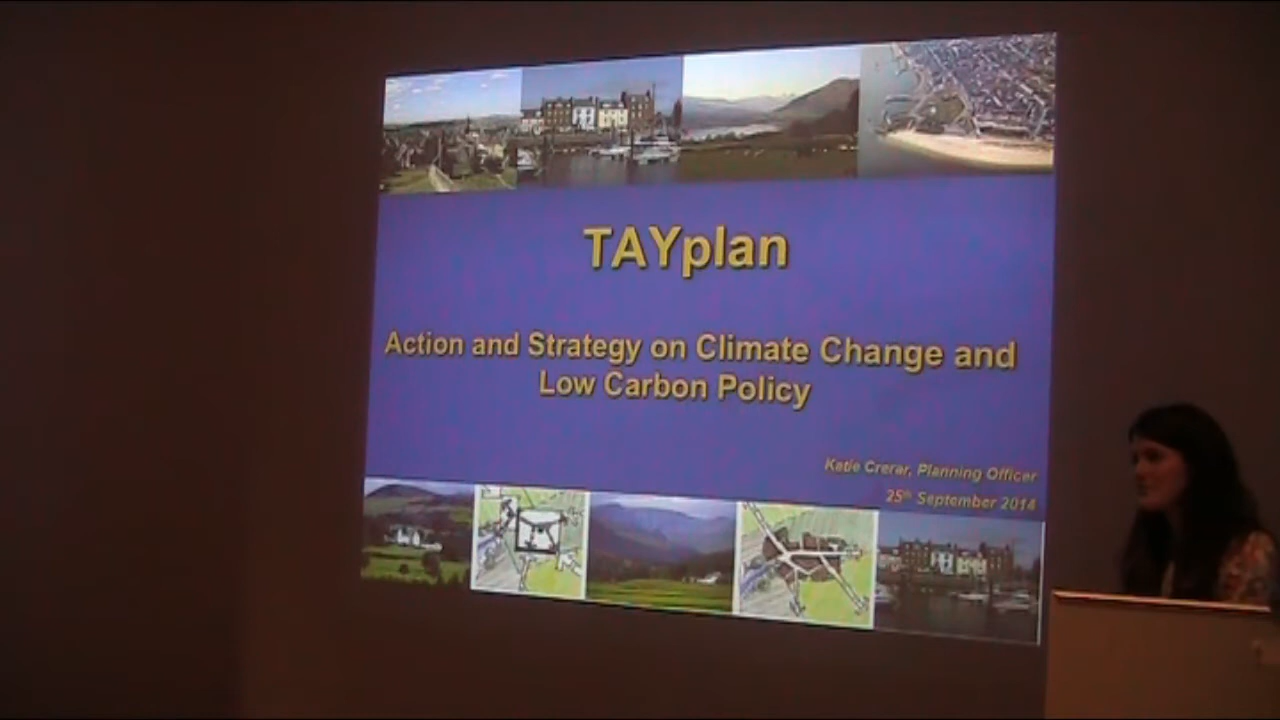 TAYplan
Action and Strategy on Climate Change and
Low Carbon Policy
Katie Crerar, Planning Officer
25th September 2014